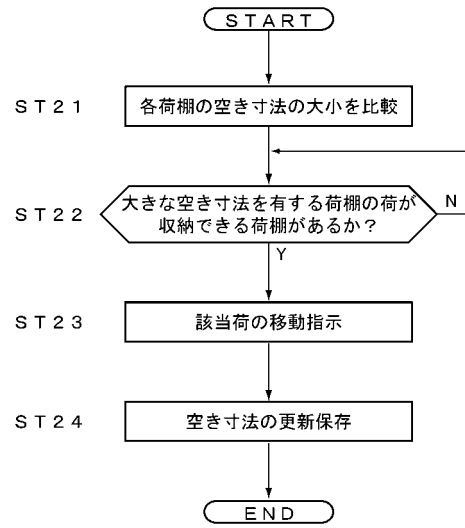 ＳＴＡＲＴ
ＳＴ２１
各荷棚の空き寸法の大小を比較
ＳＴ２２
大きな空き寸法を有する荷棚の荷が
収納できる荷棚があるか？
Ｎ
Ｙ
ＳＴ２３
該当荷の移動指示
ＳＴ２４
空き寸法の更新保存
ＥＮＤ